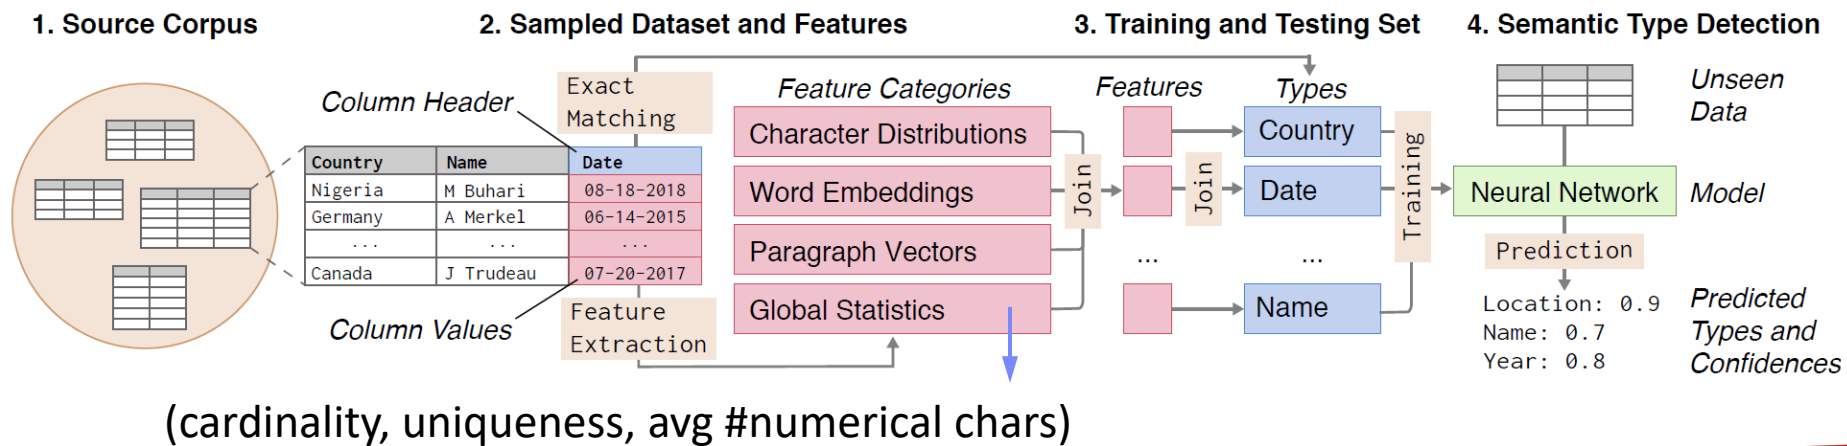 1. Source Corpus
2. Sampled Dataset and Features
3. Training and Testing Set
4. Semantic Type Detection
Column Header
Exact
Matching
Country Name Date
Nigeria M Buhari 08-18-2018
Germany A Merkel 06-14-2015
... ... ...
Canada J Trudeau 07-20-2017
Column Values
Feature
Extraction
Feature Categories
Character Distributions
Word Embeddings
Paragraph Vectors
Global Statistics
Join
Features
...
Join
Types
Country
Date
...
Name
Training
Unseen
Data
Neural Network
Model
Prediction
Location: 0.9
Name: 0.7
Year: 0.8
Predicted
Types and
Confidences
(cardinality, uniqueness, avg #numerical chars)